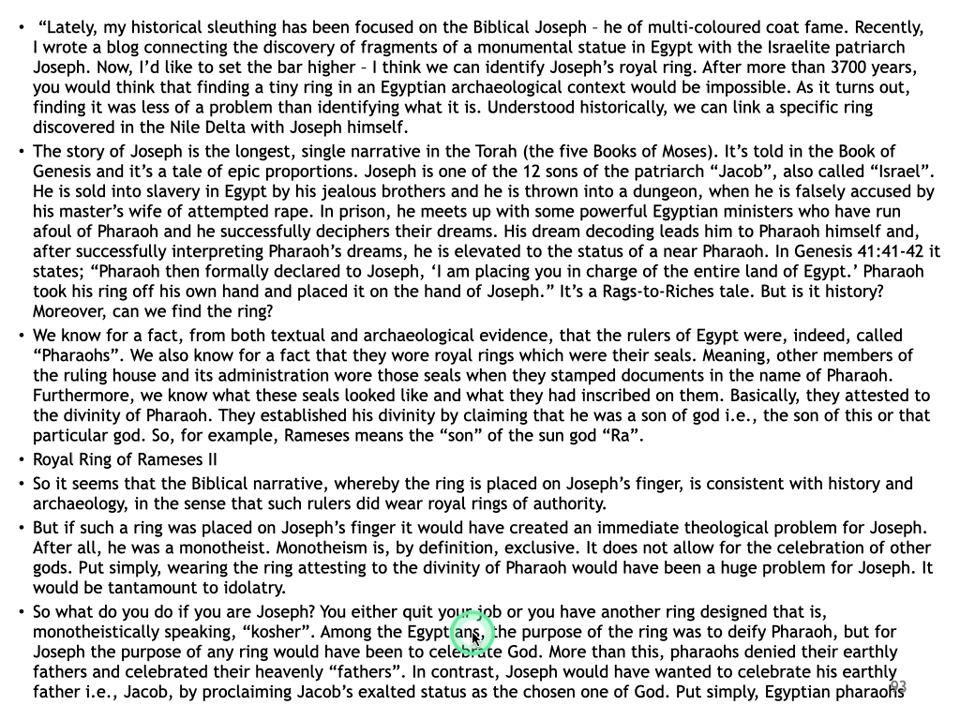 • “Lately, my historical sleuthing has been focused on the Biblical Joseph – he of multi-coloured coat fame. Recently,
I wrote a blog connecting the discovery of fragments of a monumental statue in Egypt with the Israelite patriarch
Joseph. Now, I’d like to set the bar higher – I think we can identify Joseph’s royal ring. After more than 3700 years,
you would think that finding a tiny ring in an Egyptian archaeological context would be impossible. As it turns out,
finding it was less of a problem than identifying what it is. Understood historically, we can link a specific ring
discovered in the Nile Delta with Joseph himself.
• The story of Joseph is the longest, single narrative in the Torah (the five Books of Moses). It’s told in the Book of
Genesis and it’s a tale of epic proportions. Joseph is one of the 12 sons of the patriarch “Jacob”, also called “Israel”.
He is sold into slavery in Egypt by his jealous brothers and he is thrown into a dungeon, when he is falsely accused by
his master’s wife of attempted rape. In prison, he meets up with some powerful Egyptian ministers who have run
afoul of Pharaoh and he successfully deciphers their dreams. His dream decoding leads him to Pharaoh himself and,
after successfully interpreting Pharaoh’s dreams, he is elevated to the status of a near Pharaoh. In Genesis 41:41-42 it
states; “Pharaoh then formally declared to Joseph, ‘I am placing you in charge of the entire land of Egypt.’ Pharaoh
took his ring off his own hand and placed it on the hand of Joseph.” It’s a Rags-to-Riches tale. But is it history?
Moreover, can we find the ring?
• We know for a fact, from both textual and archaeological evidence, that the rulers of Egypt were, indeed, called
“Pharaohs”. We also know for a fact that they wore royal rings which were their seals. Meaning, other members of
the ruling house and its administration wore those seals when they stamped documents in the name of Pharaoh.
Furthermore, we know what these seals looked like and what they had inscribed on them. Basically, they attested to
the divinity of Pharaoh. They established his divinity by claiming that he was a son of god i.e., the son of this or that
particular god. So, for example, Rameses means the “son” of the sun god “Ra”.
• Royal Ring of Rameses II
• So it seems that the Biblical narrative, whereby the ring is placed on Joseph’s finger, is consistent with history and
archaeology, in the sense that such rulers did wear royal rings of authority.
• But if such a ring was placed on Joseph’s finger it would have created an immediate theological problem for Joseph.
After all, he was a monotheist. Monotheism is, by definition, exclusive. It does not allow for the celebration of other
gods. Put simply, wearing the ring attesting to the divinity of Pharaoh would have been a huge problem for Joseph. It
would be tantamount to idolatry.
• So what do you do if you are Joseph? You either quit your job or you have another ring designed that is,
monotheistically speaking, “kosher”. Among the Egyptians, the purpose of the ring was to deify Pharaoh, but for
Joseph the purpose of any ring would have been to celebrate God. More than this, pharaohs denied their earthly
fathers and celebrated their heavenly “fathers”. In contrast, Joseph would have wanted to celebrate his earthly
father i.e., Jacob, by proclaiming Jacob’s exalted status as the chosen one of God. Put simply, Egyptian pharaohs
93